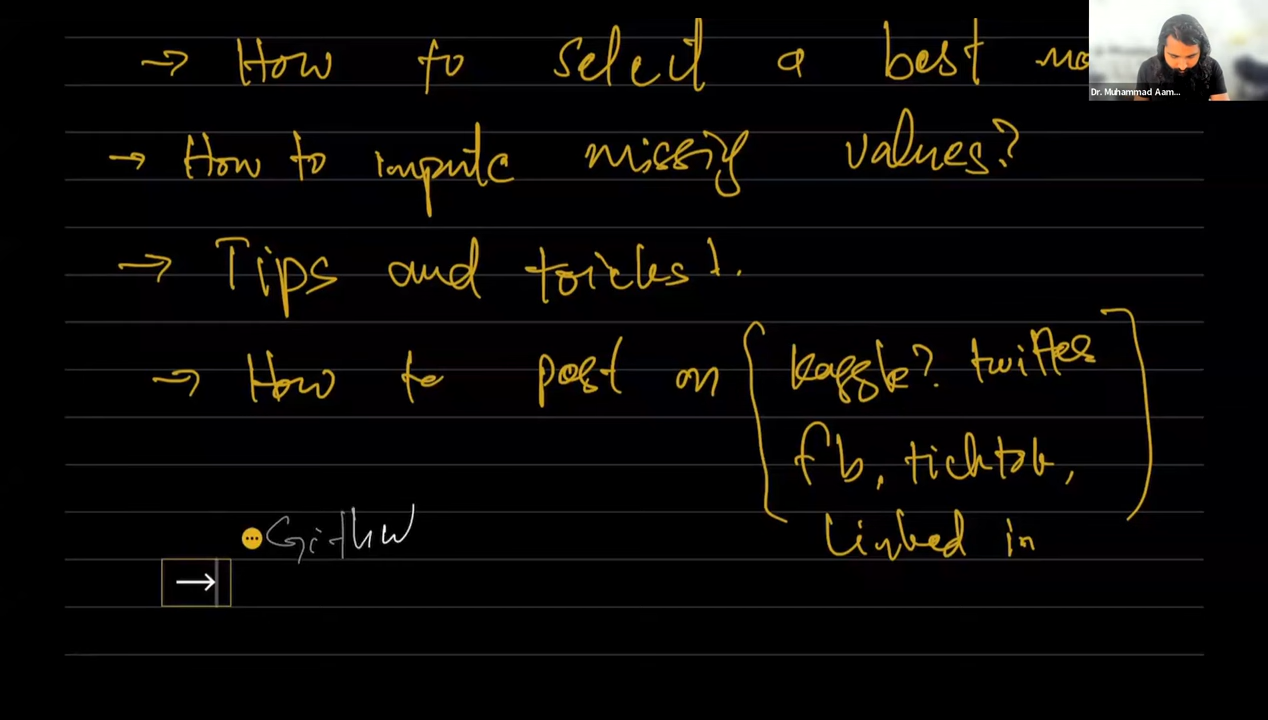 → How to select a best mo
Dr. Muhammad Aam...
→ How to impute missing values?
→ Tips and tricks!.
→ How to post on kaggle? twitter
fb, ticktok,
Linked in
→